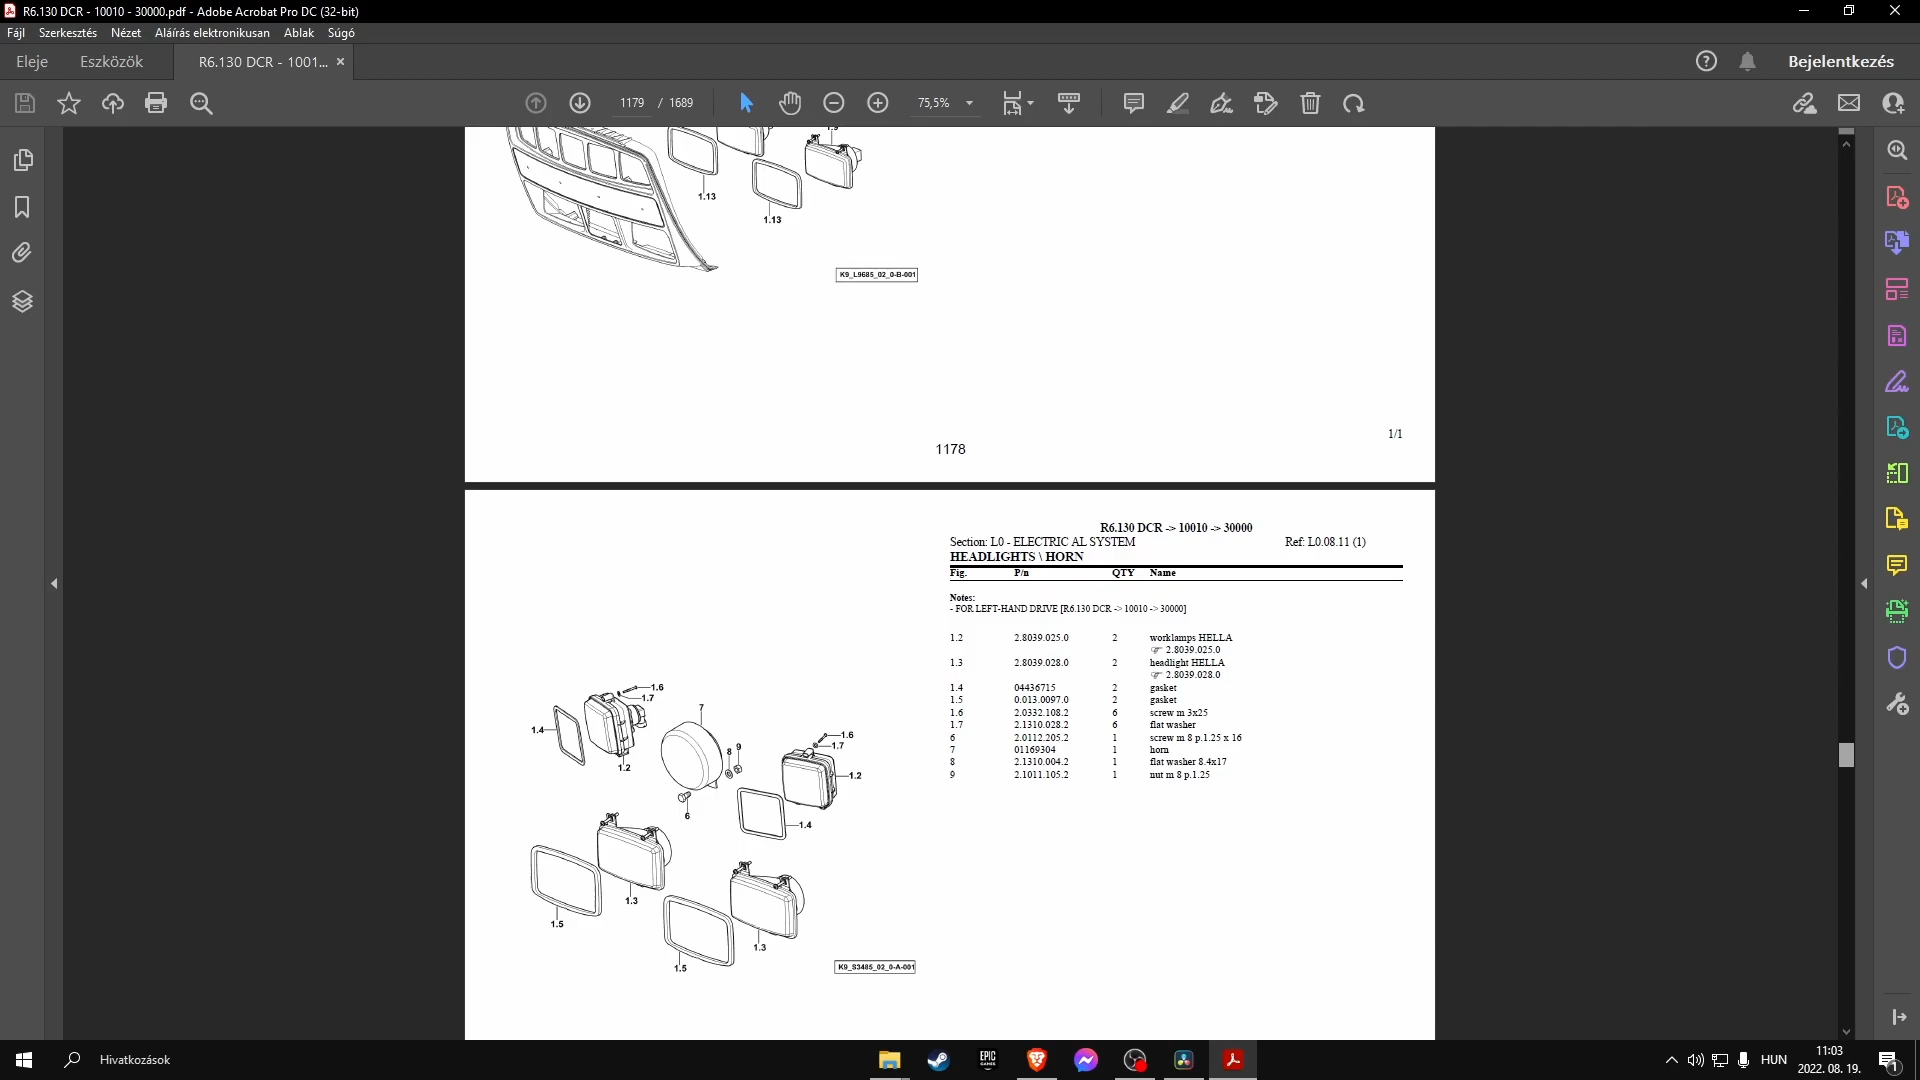 R6.130 DCR - 10010 - 30000.pdf - Adobe Acrobat Pro DC (32-bit)
Fájl Szerkesztés Nézet Aláírás elektronikusan Ablak Súgó
Eleje Eszközök R6.130 DCR - 1001... × Bejelentkezés
1179 / 1689 75,5%
1.9
1.13
1.13
K9_L9685_02_0-B-001
1/1
1178
R6.130 DCR -> 10010 -> 30000
Section: L0 - ELECTRIC AL SYSTEM Ref: L0.08.11 (1)
HEADLIGHTS \ HORN
Fig. P/n QTY Name
Notes:
- FOR LEFT-HAND DRIVE [R6.130 DCR -> 10010 -> 30000]
1.2 2.8039.025.0 2 worklamps HELLA
☞ 2.8039.025.0
1.3 2.8039.028.0 2 headlight HELLA
☞ 2.8039.028.0
1.4 04436715 2 gasket
1.5 0.013.0097.0 2 gasket
1.6 2.0332.108.2 6 screw m 3x25
1.7 2.1310.028.2 6 flat washer
6 2.0112.205.2 1 screw m 8 p.1.25 x 16
7 01169304 1 horn
8 2.1310.004.2 1 flat washer 8.4x17
9 2.1011.105.2 1 nut m 8 p.1.25
1.6
1.7
7
1.4
1.2
8
9
1.6
1.7
1.2
6
1.4
1.3
1.5
1.3
1.5
K9_S3485_02_0-A-001
Hivatkozások
EPIC GAMES
HUN
11:03
2022. 08. 19.
1